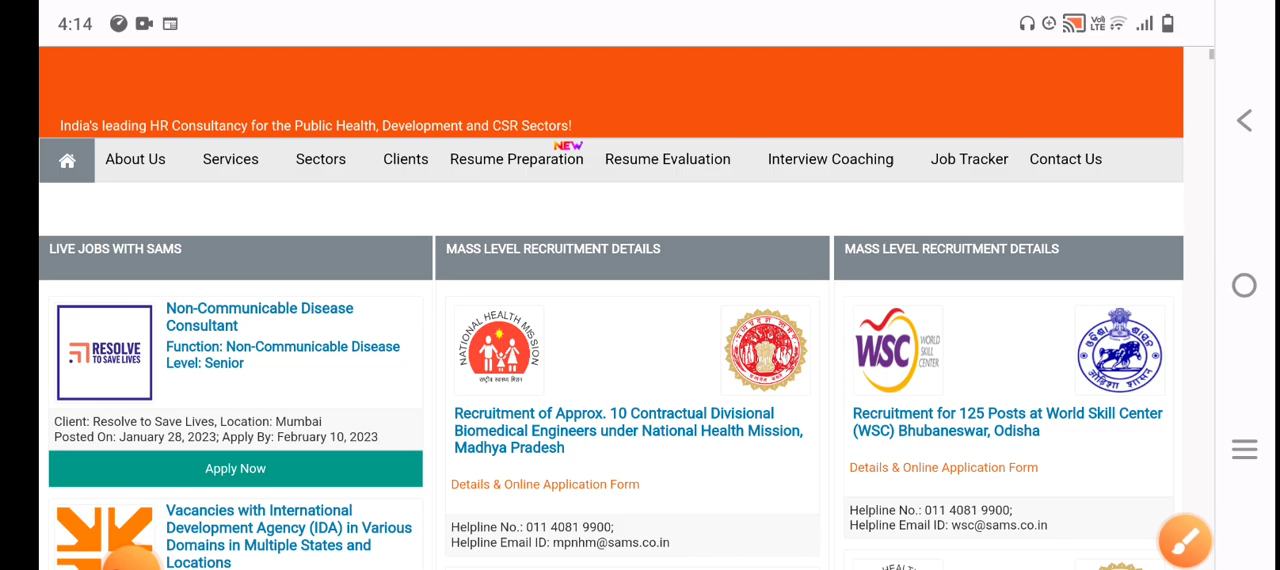 4:14
Vo)
LTE
India's leading HR Consultancy for the Public Health, Development and CSR Sectors!
NEW
About Us Services Sectors Clients Resume Preparation Resume Evaluation Interview Coaching Job Tracker Contact Us
LIVE JOBS WITH SAMS
RESOLVE
TO SAVE LIVES
Non-Communicable Disease
Consultant
Function: Non-Communicable Disease
Level: Senior
Client: Resolve to Save Lives, Location: Mumbai
Posted On: January 28, 2023; Apply By: February 10, 2023
Apply Now
Vacancies with International
Development Agency (IDA) in Various
Domains in Multiple States and
Locations
MASS LEVEL RECRUITMENT DETAILS
NATIONAL HEALTH MISSION
राष्ट्रीय स्वास्थ्य मिशन
Recruitment of Approx. 10 Contractual Divisional
Biomedical Engineers under National Health Mission,
Madhya Pradesh
Details & Online Application Form
Helpline No.: 011 4081 9900;
Helpline Email ID: mpnhm@sams.co.in
MASS LEVEL RECRUITMENT DETAILS
WSC
WORLD
SKILL
CENTER
ଓଡ଼ିଶା ଶାସନ
ओड़िशा शासन
Recruitment for 125 Posts at World Skill Center
(WSC) Bhubaneswar, Odisha
Details & Online Application Form
Helpline No.: 011 4081 9900;
Helpline Email ID: wsc@sams.co.in